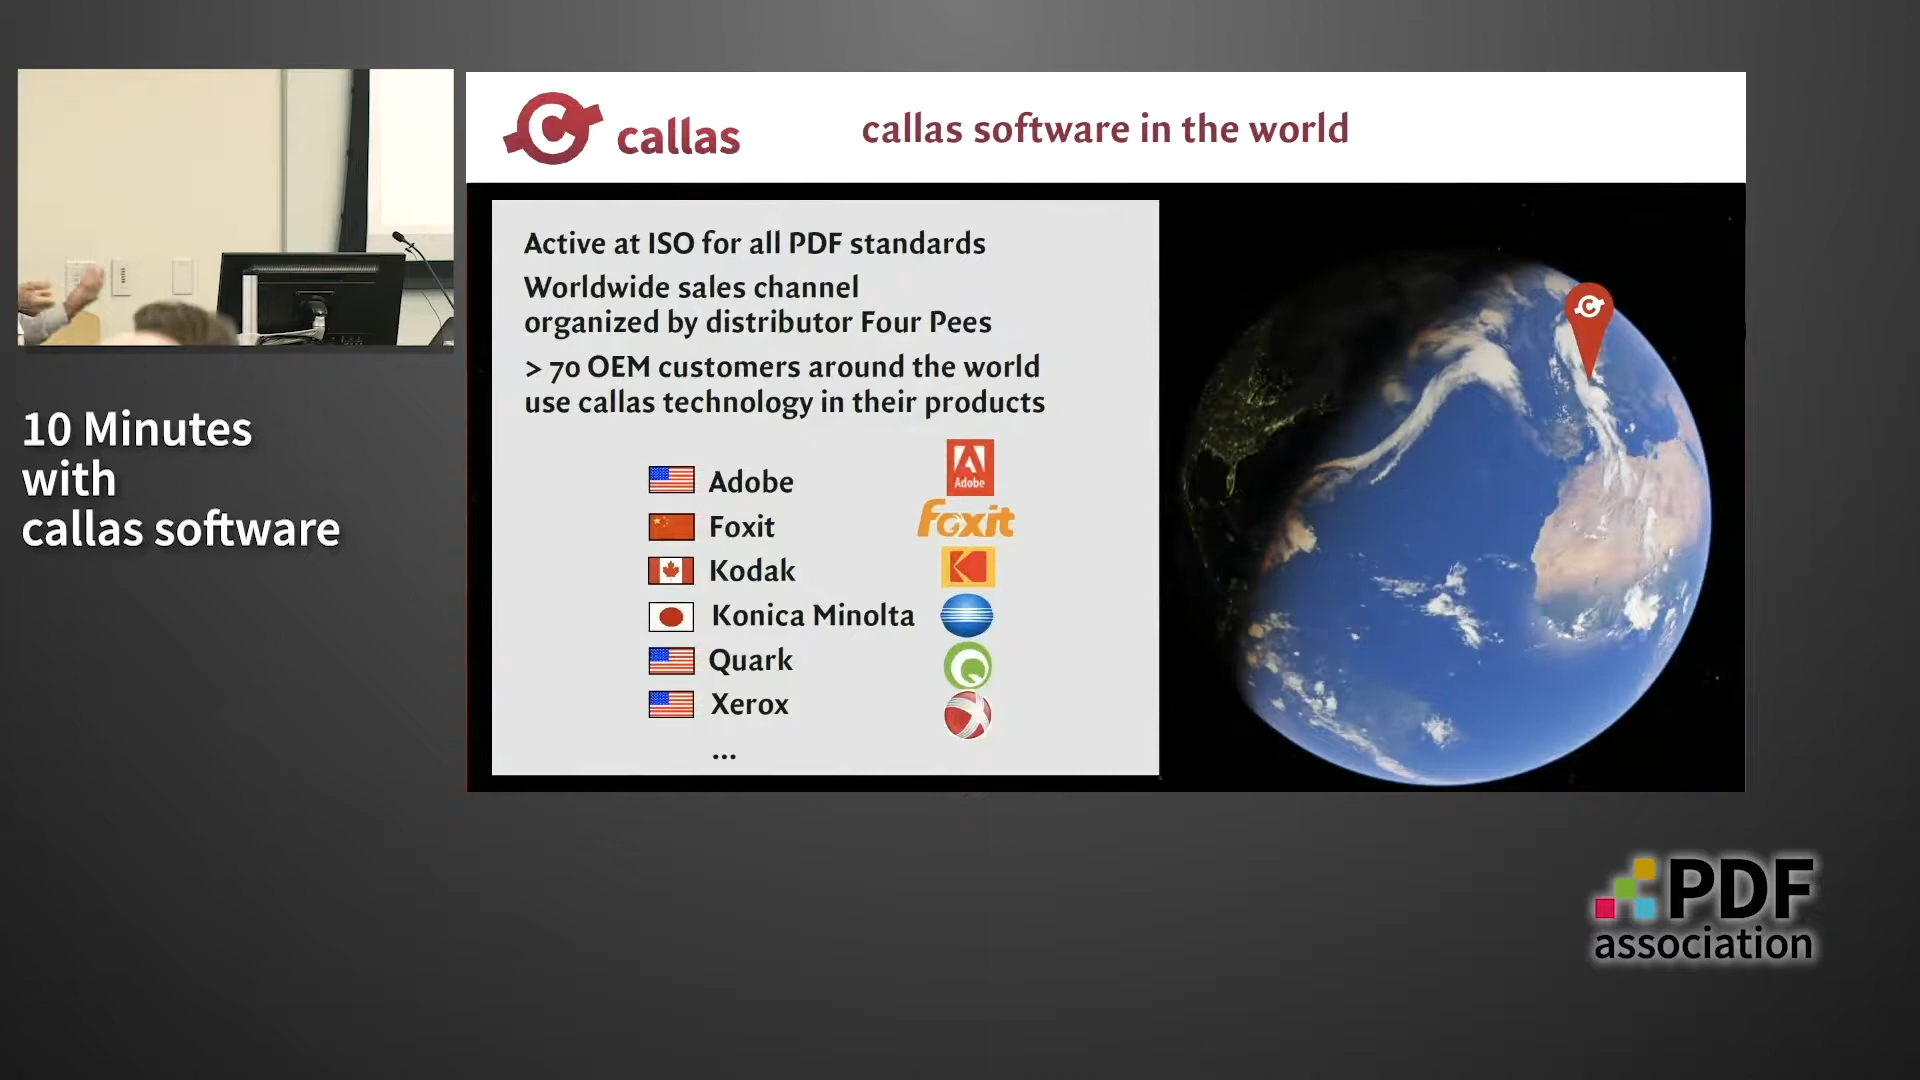 callas
callas software in the world
Active at ISO for all PDF standards
Worldwide sales channel
organized by distributor Four Pees
> 70 OEM customers around the world
use callas technology in their products
Adobe
Adobe
Foxit
Foxit
Kodak
Konica Minolta
Quark
Xerox
...
10 Minutes
with
callas software
PDF
association